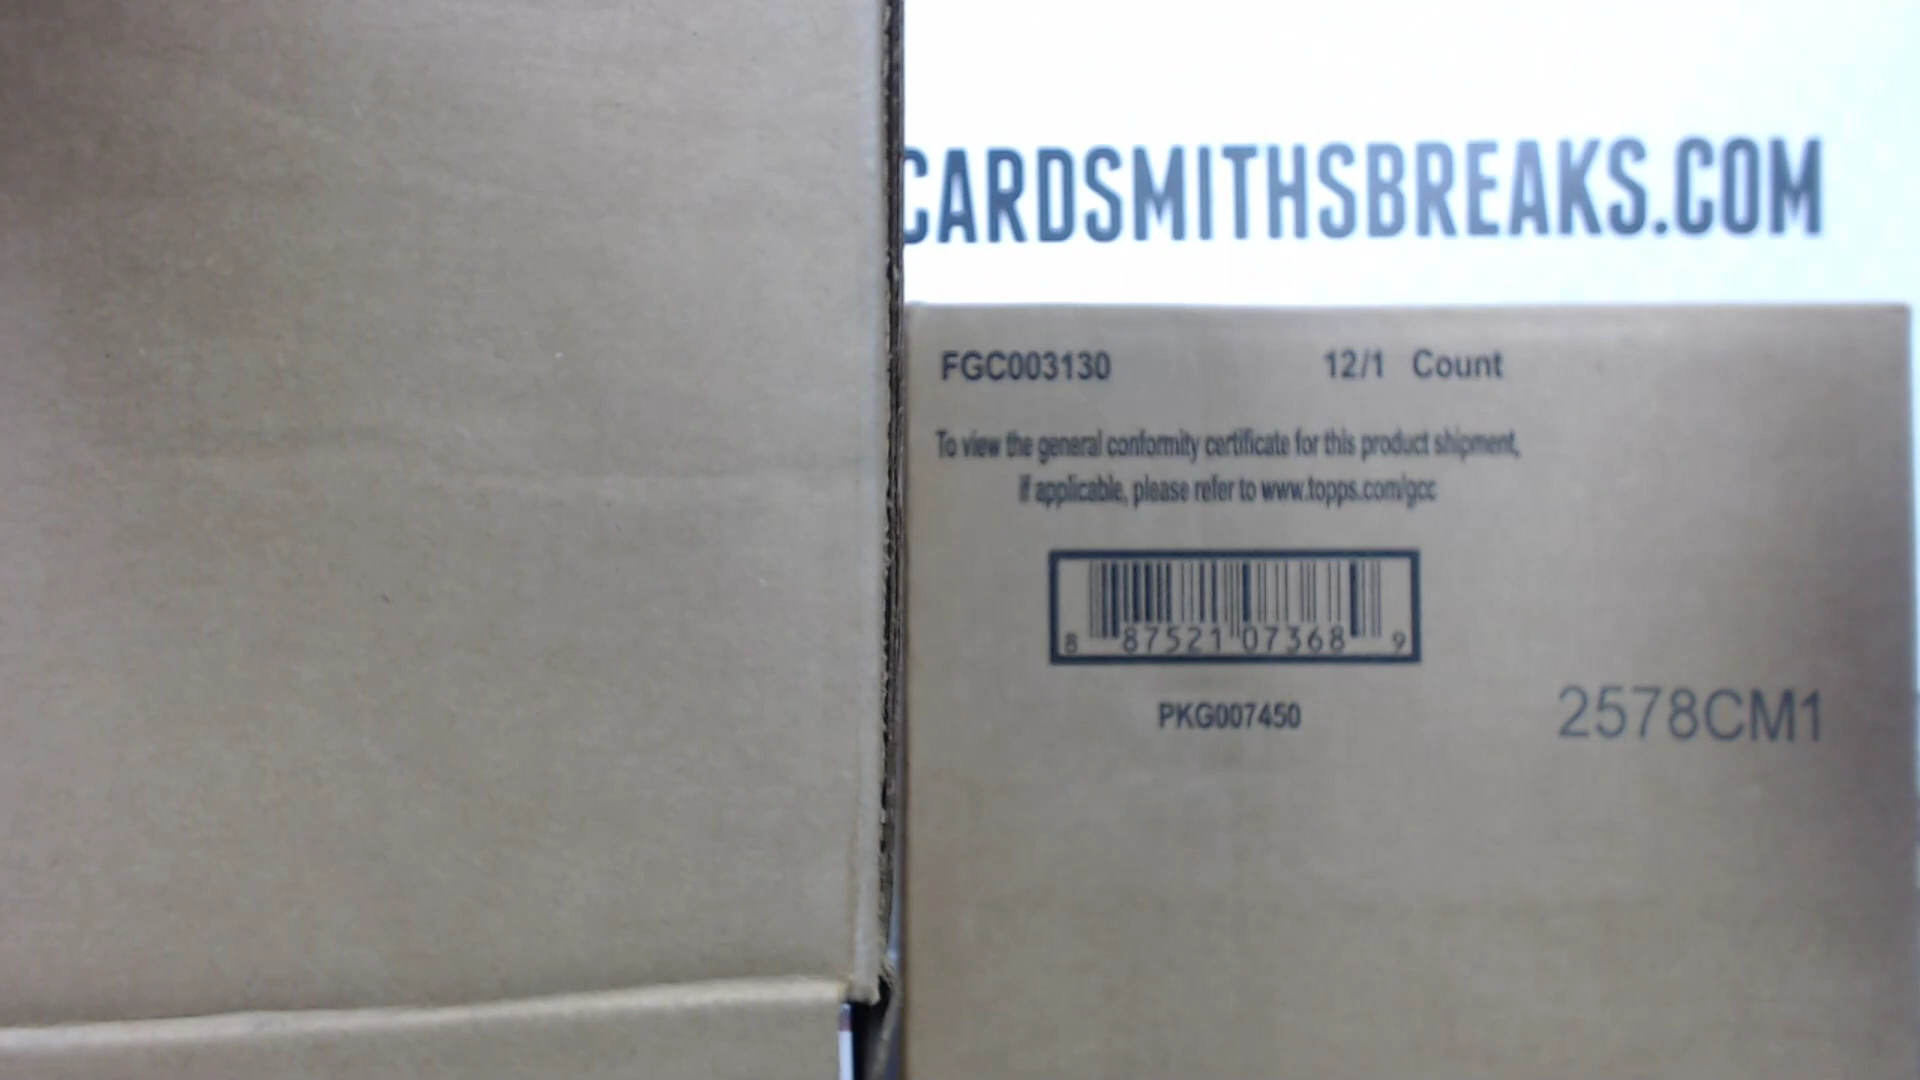 CARDSMITHSBREAKS.COM
FGC003130 12/1 Count
To view the general conformity certificate for this product shipment,
if applicable, please refer to www.topps.com/gcc
8 87521 07368 9
PKG007450
2578CM1